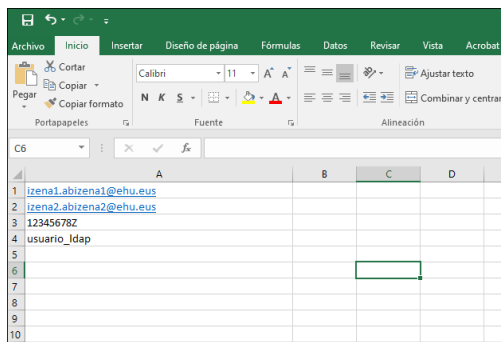 Archivo Inicio Insertar Diseño de página Fórmulas Datos Revisar Vista Acrobat
Pegar
Cortar
Copiar
Copiar formato
Portapapeles
Calibri 11 A A
N K S A
Fuente
Ajustar texto
Combinar y centrar
Alineación
C6 fx
A B C D
1 izena1.abizena1@ehu.eus
2 izena2.abizena2@ehu.eus
3 12345678Z
4 usuario_ldap
5
6
7
8
9
10